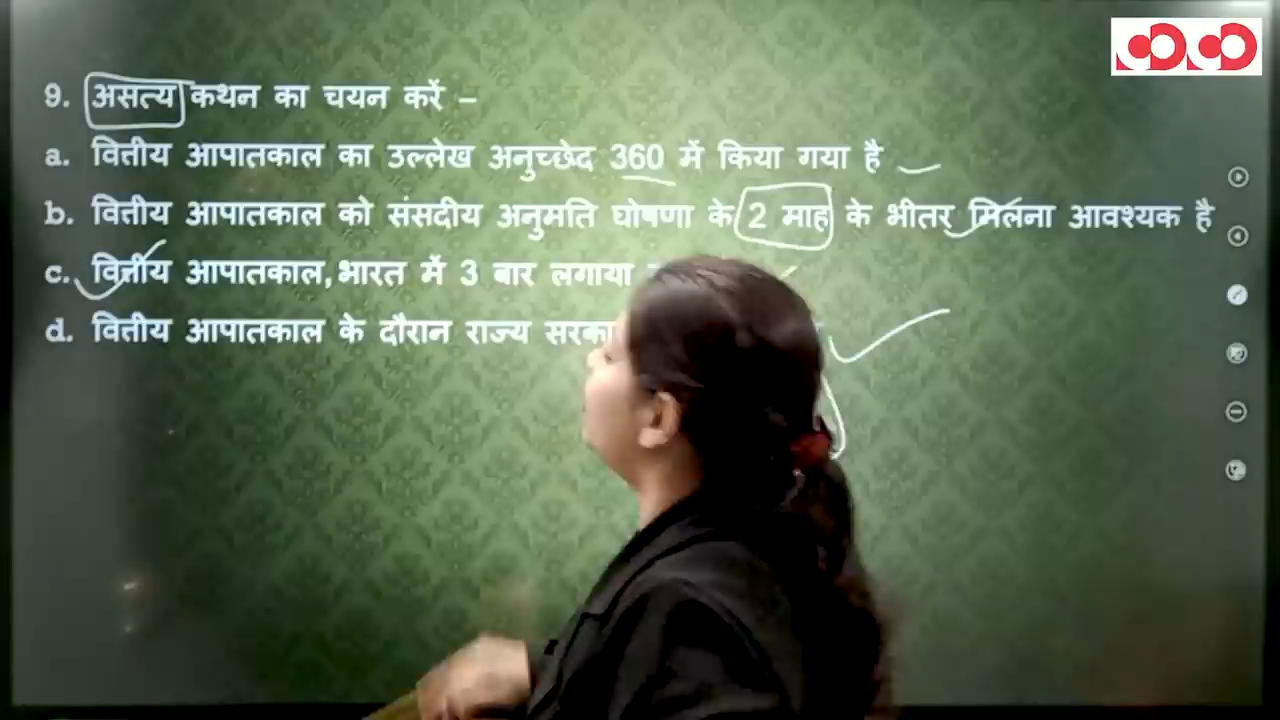 9. असत्य कथन का चयन करें –
a. वित्तीय आपातकाल का उल्लेख अनुच्छेद 360 में किया गया है
b. वित्तीय आपातकाल को संसदीय अनुमति घोषणा के 2 माह के भीतर मिलना आवश्यक है
c. वित्तीय आपातकाल, भारत में 3 बार लगाया
d. वित्तीय आपातकाल के दौरान राज्य